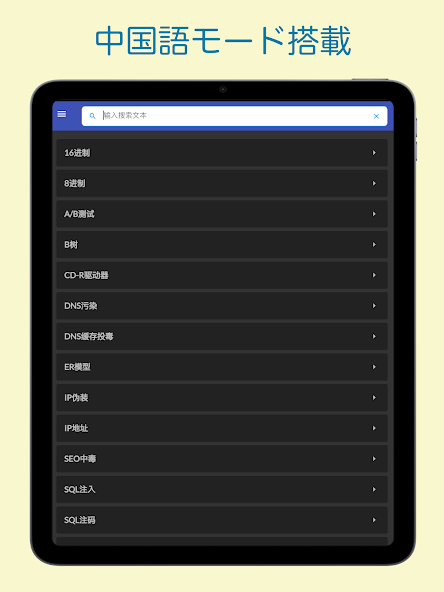 中国語モード搭載
输入搜索文本
16进制
8进制
A/B测试
B树
CD-R驱动器
DNS污染
DNS缓存投毒
ER模型
IP伪装
IP地址
SEO中毒
SQL注入
SQL注码